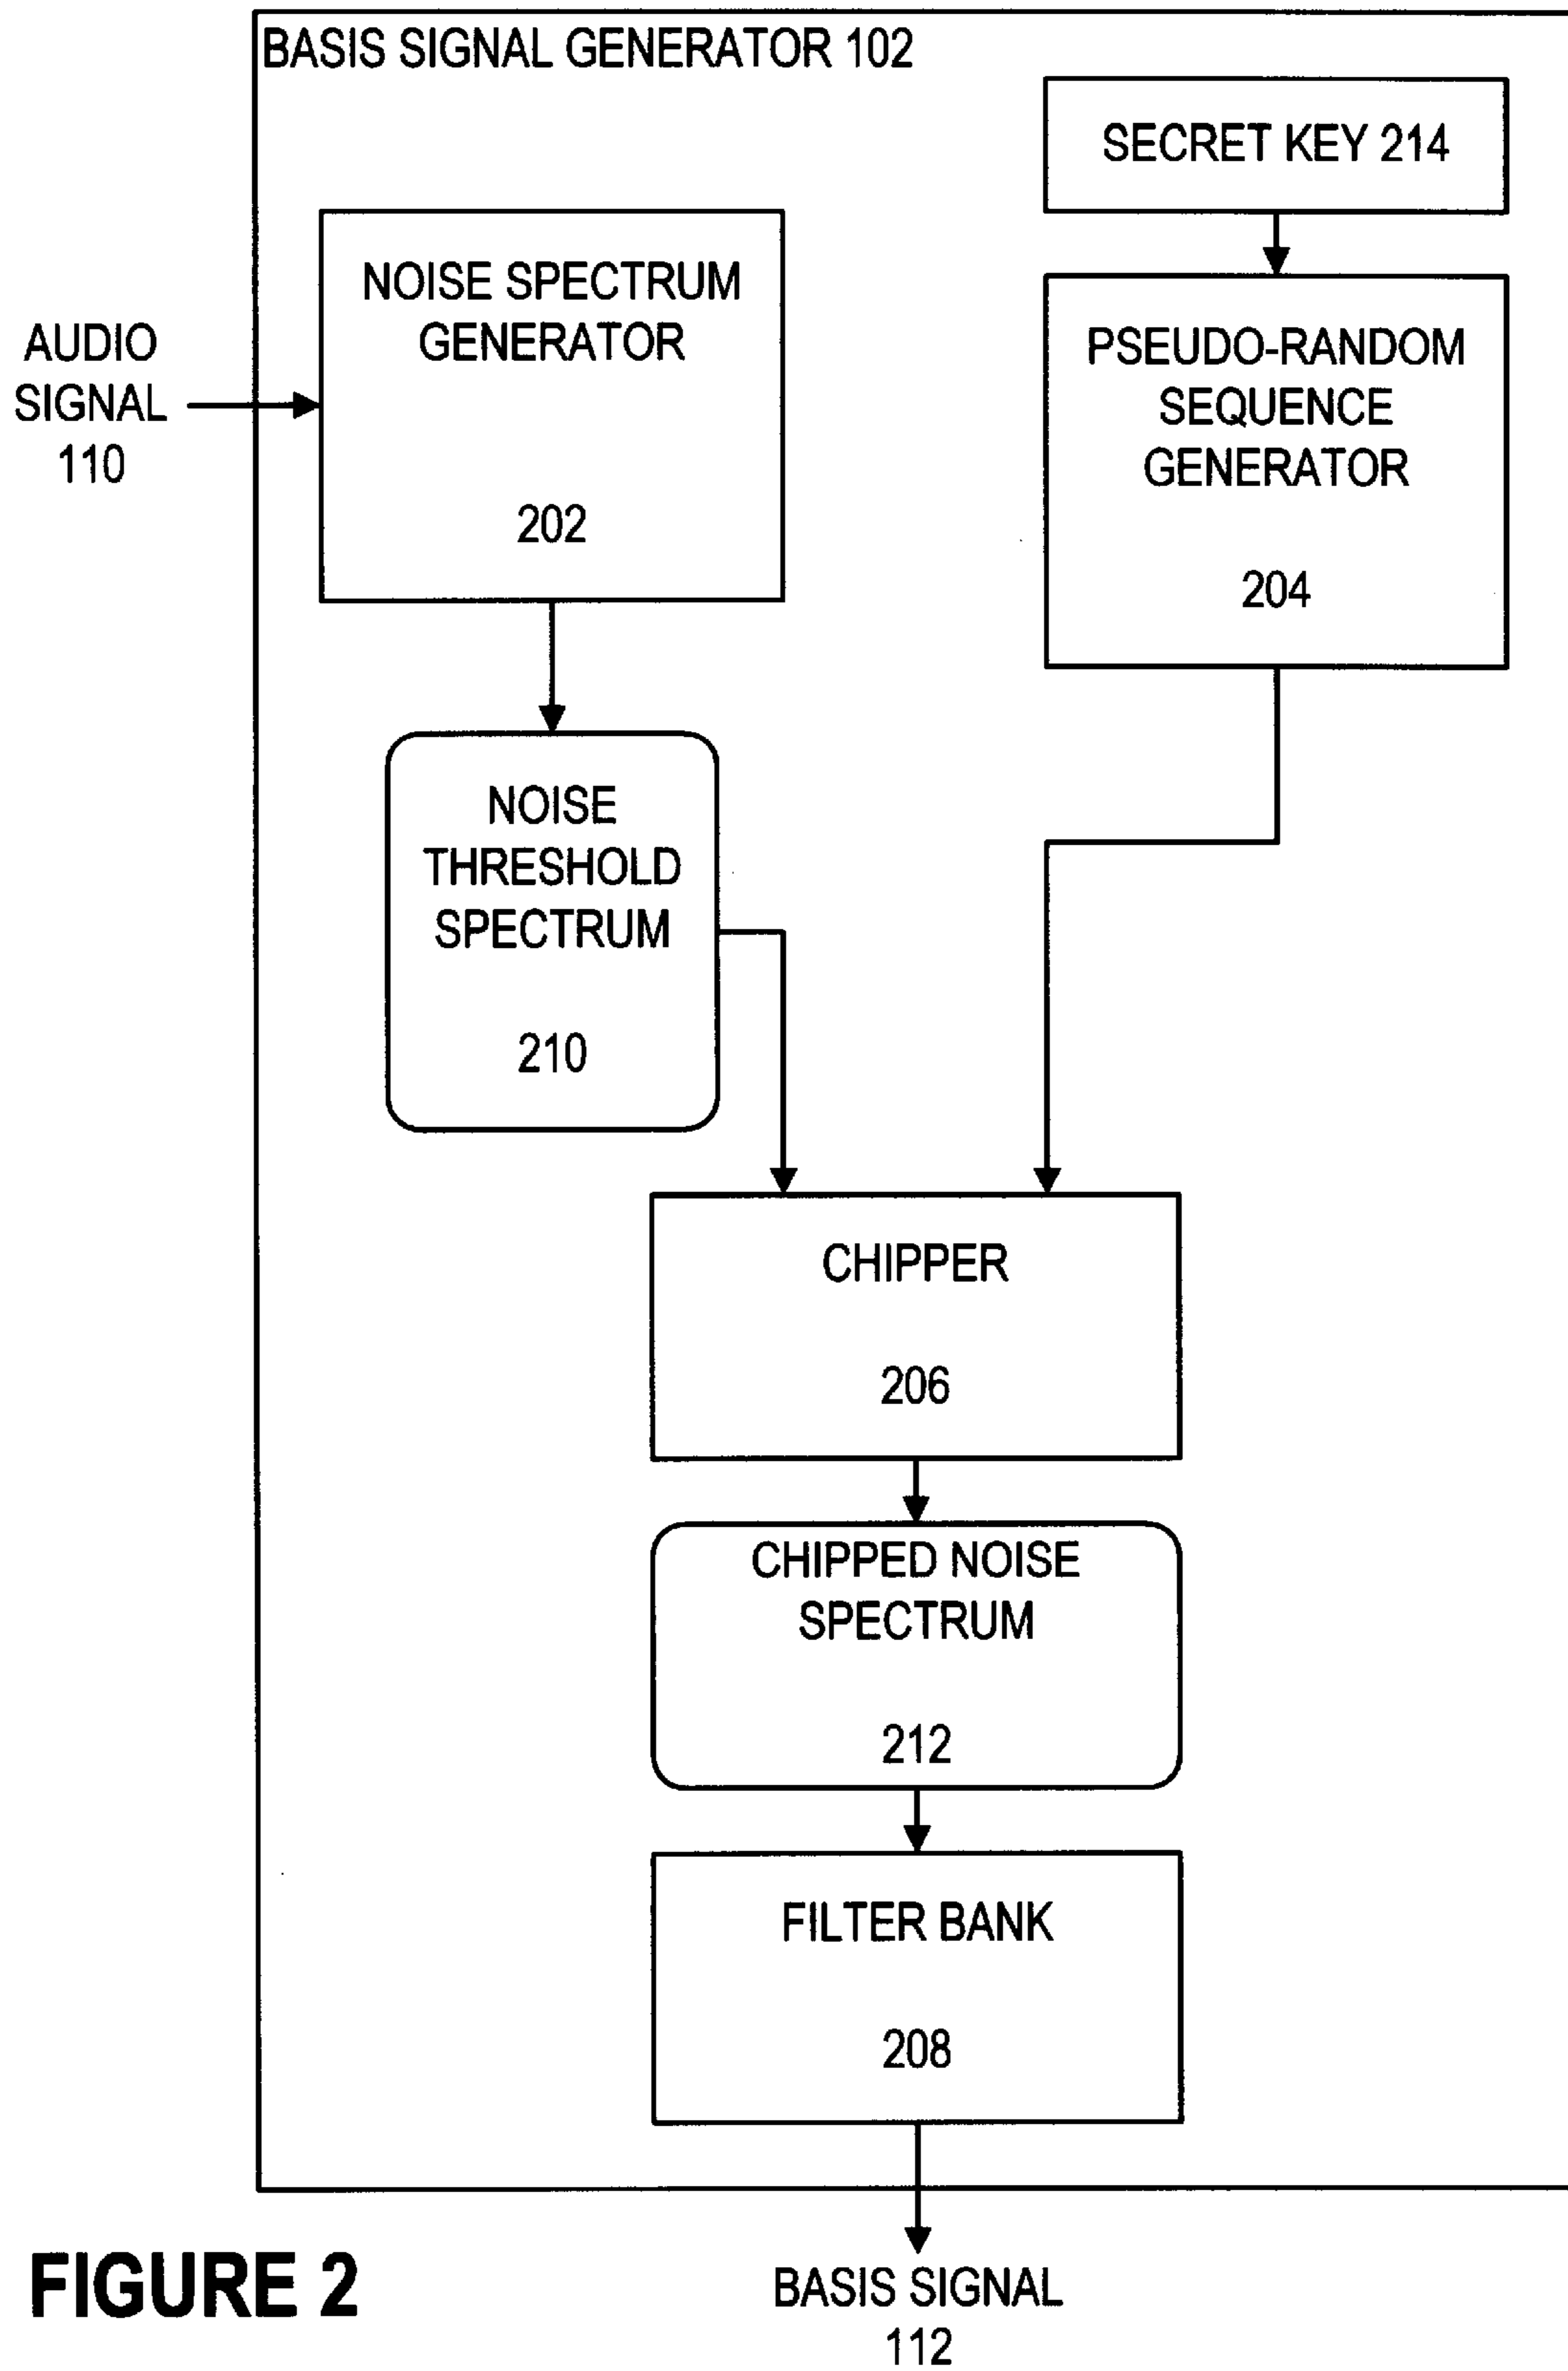 BASIS SIGNAL GENERATOR 102
SECRET KEY 214
NOISE SPECTRUM
GENERATOR
202
AUDIO
SIGNAL
110
PSEUDO-RANDOM
SEQUENCE
GENERATOR
204
NOISE
THRESHOLD
SPECTRUM
210
CHIPPER
206
CHIPPED NOISE
SPECTRUM
212
FILTER BANK
208
FIGURE 2
BASIS SIGNAL
112